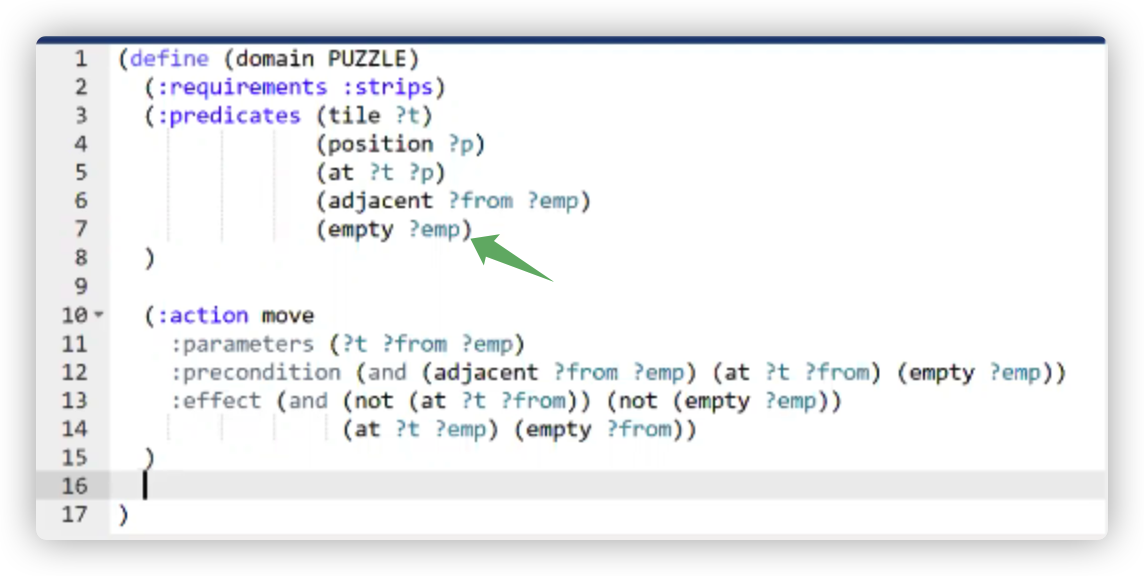 1 (define (domain PUZZLE)
2 (:requirements :strips)
3 (:predicates (tile ?t)
4 (position ?p)
5 (at ?t ?p)
6 (adjacent ?from ?emp)
7 (empty ?emp)
8 )
9
10 (:action move
11 :parameters (?t ?from ?emp)
12 :precondition (and (adjacent ?from ?emp) (at ?t ?from) (empty ?emp))
13 :effect (and (not (at ?t ?from)) (not (empty ?emp))
14 (at ?t ?emp) (empty ?from))
15 )
16
17 )